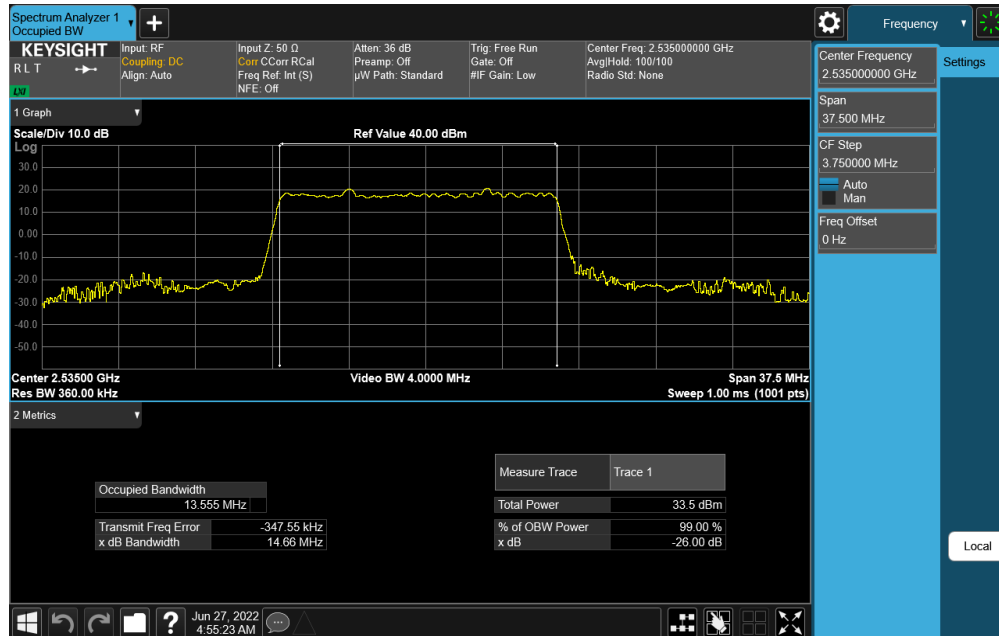 Spectrum Analyzer 1
Occupied BW
Frequency
KEYSIGHT
R L T
LXI
Input: RF
Coupling: DC
Align: Auto
Input Z: 50 Ω
Corr CCorr RCal
Freq Ref: Int (S)
NFE: Off
Atten: 36 dB
Preamp: Off
µW Path: Standard
Trig: Free Run
Gate: Off
#IF Gain: Low
Center Freq: 2.535000000 GHz
Avg|Hold: 100/100
Radio Std: None
Center Frequency
2.535000000 GHz
Settings
Span
37.500 MHz
CF Step
3.750000 MHz
Auto
Man
Freq Offset
0 Hz
Local
1 Graph
Scale/Div 10.0 dB
Ref Value 40.00 dBm
Log
30.0
20.0
10.0
0.00
-10.0
-20.0
-30.0
-40.0
-50.0
Center 2.53500 GHz
Video BW 4.0000 MHz
Span 37.5 MHz
Res BW 360.00 kHz
Sweep 1.00 ms (1001 pts)
2 Metrics
Occupied Bandwidth
13.555 MHz
Transmit Freq Error -347.55 kHz
x dB Bandwidth 14.66 MHz
Measure Trace Trace 1
Total Power 33.5 dBm
% of OBW Power 99.00 %
x dB -26.00 dB
Jun 27, 2022
4:55:23 AM